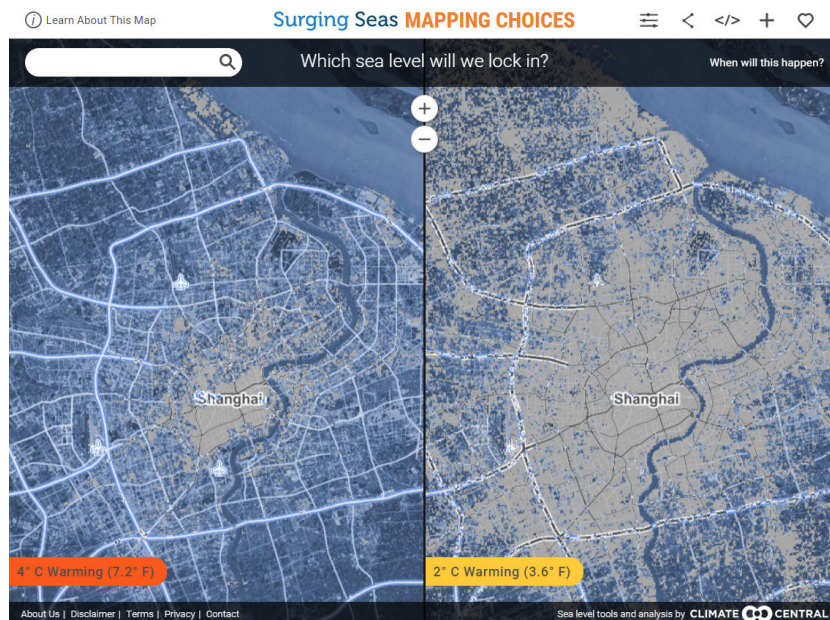 Learn About This Map
Surging Seas MAPPING CHOICES
Which sea level will we lock in?
When will this happen?
Shanghai
Shanghai
4° C Warming (7.2° F)
2° C Warming (3.6° F)
About Us | Disclaimer | Terms | Privacy | Contact
Sea level tools and analysis by CLIMATE CENTRAL